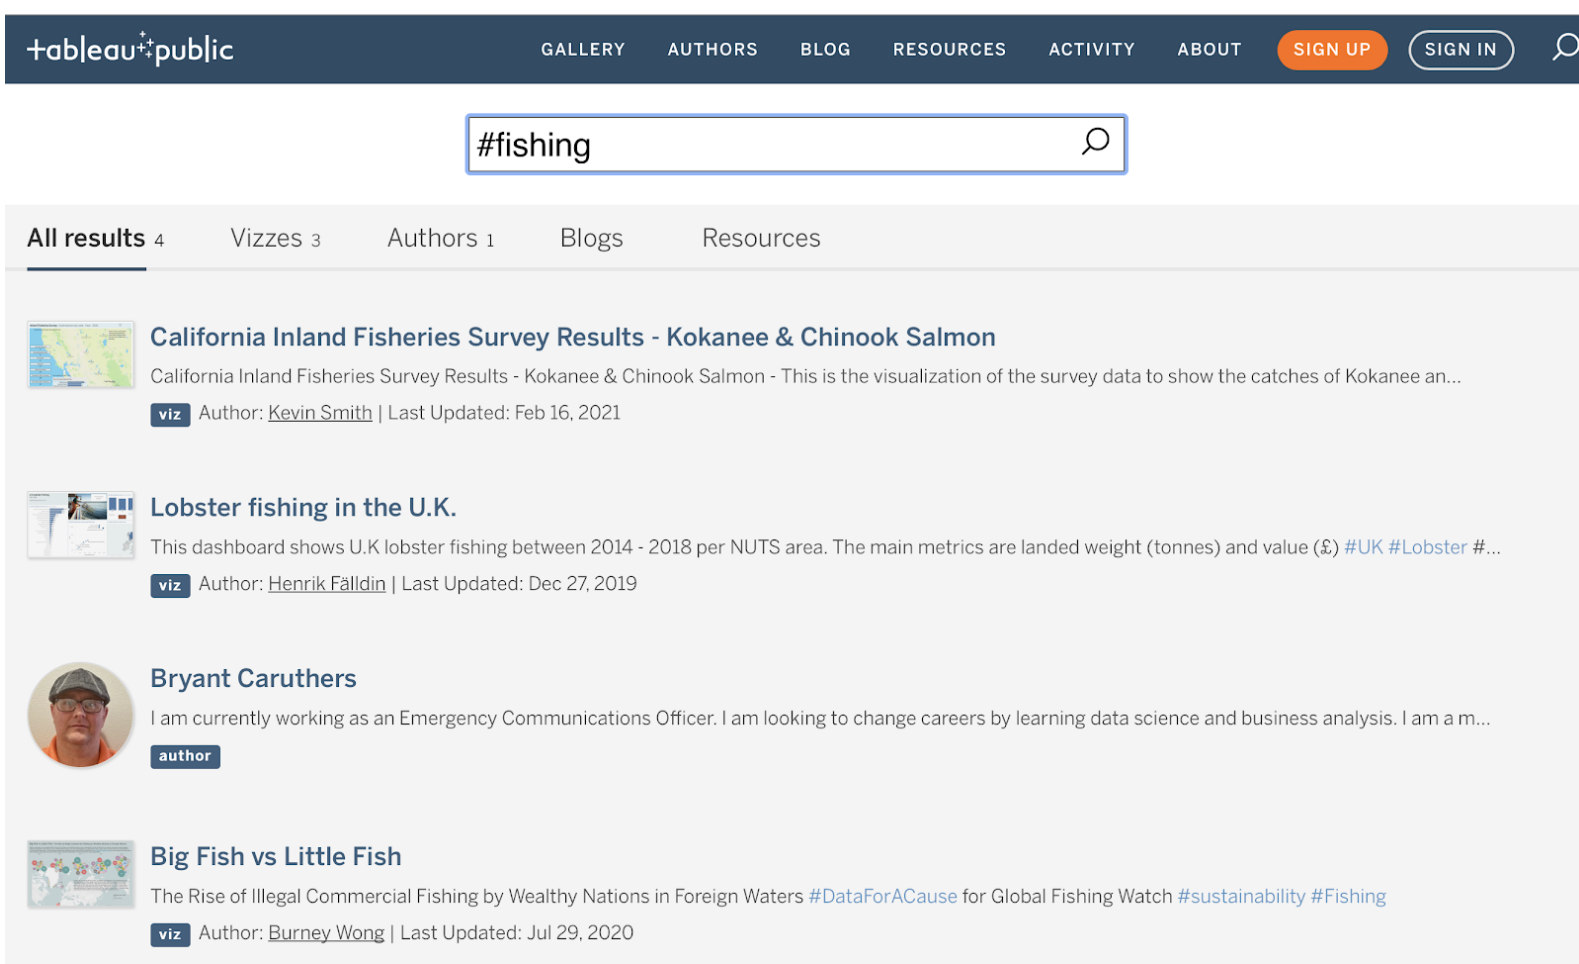 +ableau public
GALLERY AUTHORS BLOG RESOURCES ACTIVITY ABOUT SIGN UP SIGN IN
#fishing
All results 4 Vizzes 3 Authors 1 Blogs Resources
California Inland Fisheries Survey Results - Kokanee & Chinook Salmon
California Inland Fisheries Survey Results - Kokanee & Chinook Salmon - This is the visualization of the survey data to show the catches of Kokanee an...
viz Author: Kevin Smith | Last Updated: Feb 16, 2021
Lobster fishing in the U.K.
This dashboard shows U.K lobster fishing between 2014 - 2018 per NUTS area. The main metrics are landed weight (tonnes) and value (£) #UK #Lobster #...
viz Author: Henrik Fälldin | Last Updated: Dec 27, 2019
Bryant Caruthers
I am currently working as an Emergency Communications Officer. I am looking to change careers by learning data science and business analysis. I am a m...
author
Big Fish vs Little Fish
The Rise of Illegal Commercial Fishing by Wealthy Nations in Foreign Waters #DataForACause for Global Fishing Watch #sustainability #Fishing
viz Author: Burney Wong | Last Updated: Jul 29, 2020